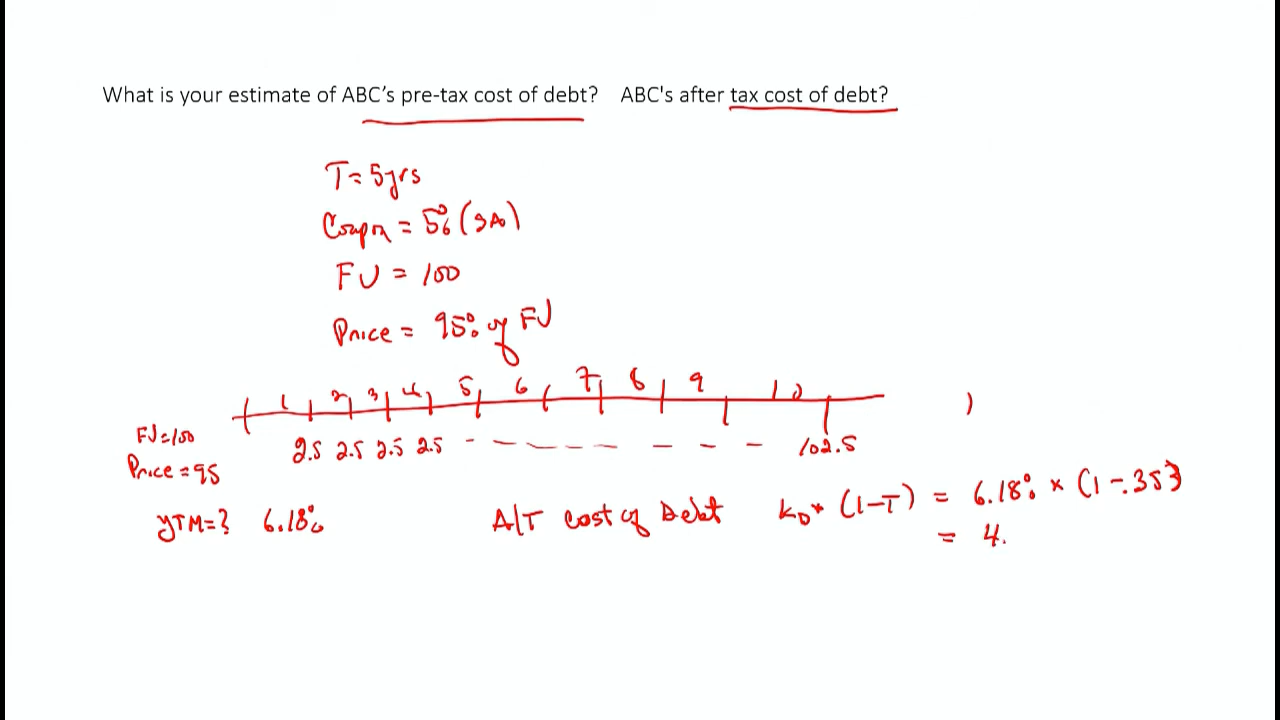 What is your estimate of ABC’s pre-tax cost of debt? ABC's after tax cost of debt?
T= 5yrs
Coupon = 5% (SA)
FV = 100
Price = 95% of FV
1 2 3 4 5 6 7 8 9 10
)
FV=100
Price = 95
2.5 2.5 2.5 2.5 - - - - - - - - 102.5
YTM=? 6.18%
A/T Cost of Debt KD* (1-T) = 6.18% × (1-.35)
= 4.